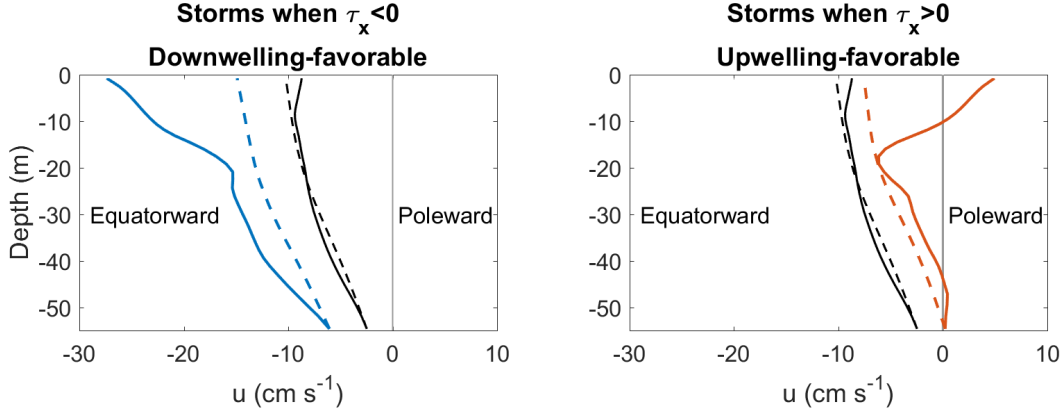 Storms when τx<0
Downwelling-favorable
0
-10
-20
-30
-40
-50
Depth (m)
Equatorward
Poleward
-30 -20 -10 0 10
u (cm s-1)
Storms when τx>0
Upwelling-favorable
0
-10
-20
-30
-40
-50
Equatorward
Poleward
-30 -20 -10 0 10
u (cm s-1)